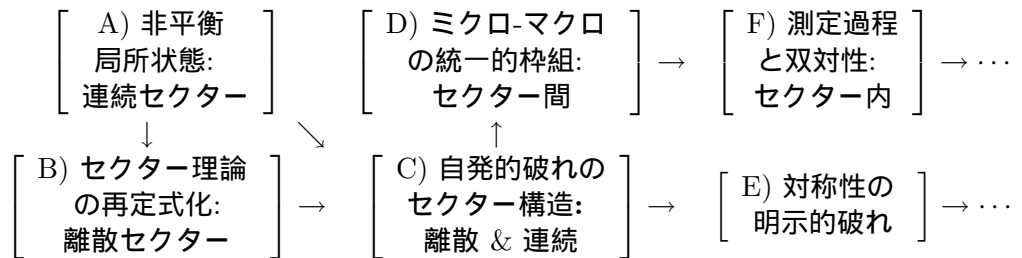 A) 非平衡
局所状態:
連続セクター
↓
↘
D) ミクロ-マクロ
の統一的枠組:
セクター間
→
↑
F) 測定過程
と双対性:
セクター内
→ ⋯
B) セクター理論
の再定式化:
離散セクター
→
C) 自発的破れの
セクター構造:
離散 & 連続
→
E) 対称性の
明示的破れ
→ ⋯